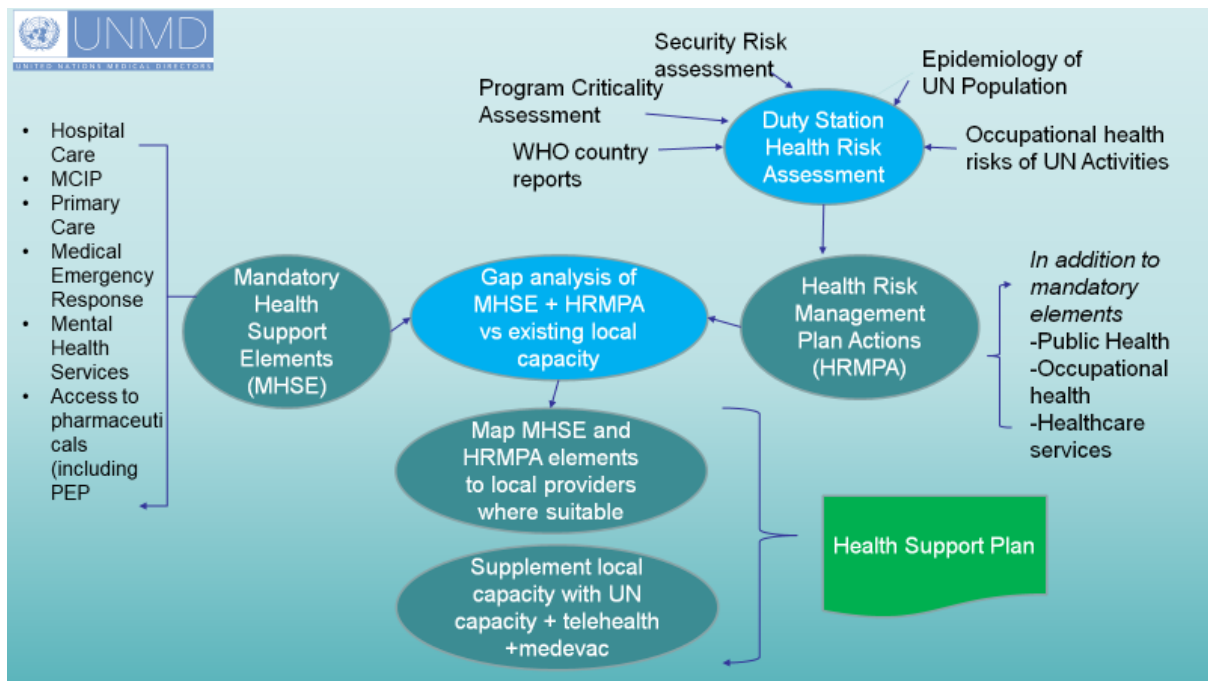 UNMD
UNITED NATIONS MEDICAL DIRECTORS
Security Risk
assessment
Program Criticality
Assessment
WHO country
reports
Epidemiology of
UN Population
Occupational health
risks of UN Activities
Duty Station
Health Risk
Assessment
• Hospital
Care
• MCIP
• Primary
Care
• Medical
Emergency
Response
• Mental
Health
Services
• Access to
pharmaceuti
cals
(including
PEP
Mandatory
Health
Support
Elements
(MHSE)
Gap analysis of
MHSE + HRMPA
vs existing local
capacity
Health Risk
Management
Plan Actions
(HRMPA)
In addition to
mandatory
elements
-Public Health
-Occupational
health
-Healthcare
services
Map MHSE and
HRMPA elements
to local providers
where suitable
Supplement local
capacity with UN
capacity + telehealth
+medevac
Health Support Plan